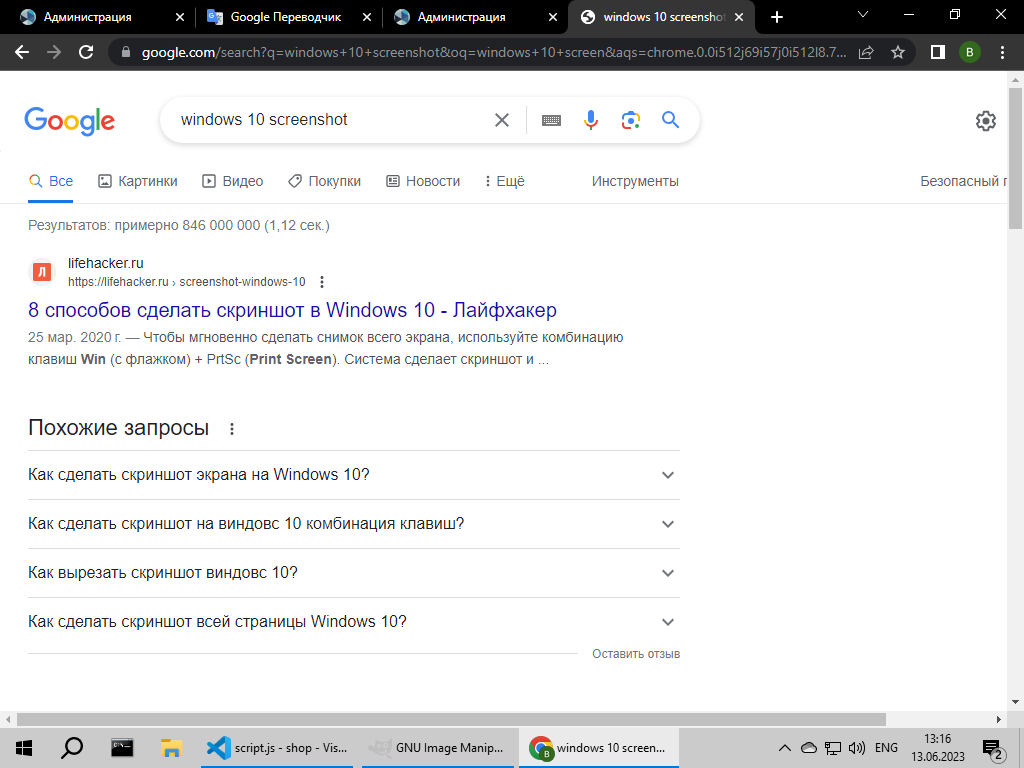 Администрация
Google Переводчик
Администрация
windows 10 screenshot
google.com/search?q=windows+10+screenshot&oq=windows+10+screen&aqs=chrome.0.0i512j69i57j0i512l8.7...
B
Google
windows 10 screenshot
Все
Картинки
Видео
Покупки
Новости
Ещё
Инструменты
Безопасный п
Результатов: примерно 846 000 000 (1,12 сек.)
Л
lifehacker.ru
https://lifehacker.ru › screenshot-windows-10
8 способов сделать скриншот в Windows 10 - Лайфхакер
25 мар. 2020 г. — Чтобы мгновенно сделать снимок всего экрана, используйте комбинацию
клавиш Win (с флажком) + PrtSc (Print Screen). Система сделает скриншот и ...
Похожие запросы
Как сделать скриншот экрана на Windows 10?
Как сделать скриншот на виндовс 10 комбинация клавиш?
Как вырезать скриншот виндовс 10?
Как сделать скриншот всей страницы Windows 10?
Оставить отзыв
script.js - shop - Vis...
GNU Image Manip...
B
windows 10 screen...
ENG
13:16
13.06.2023
2